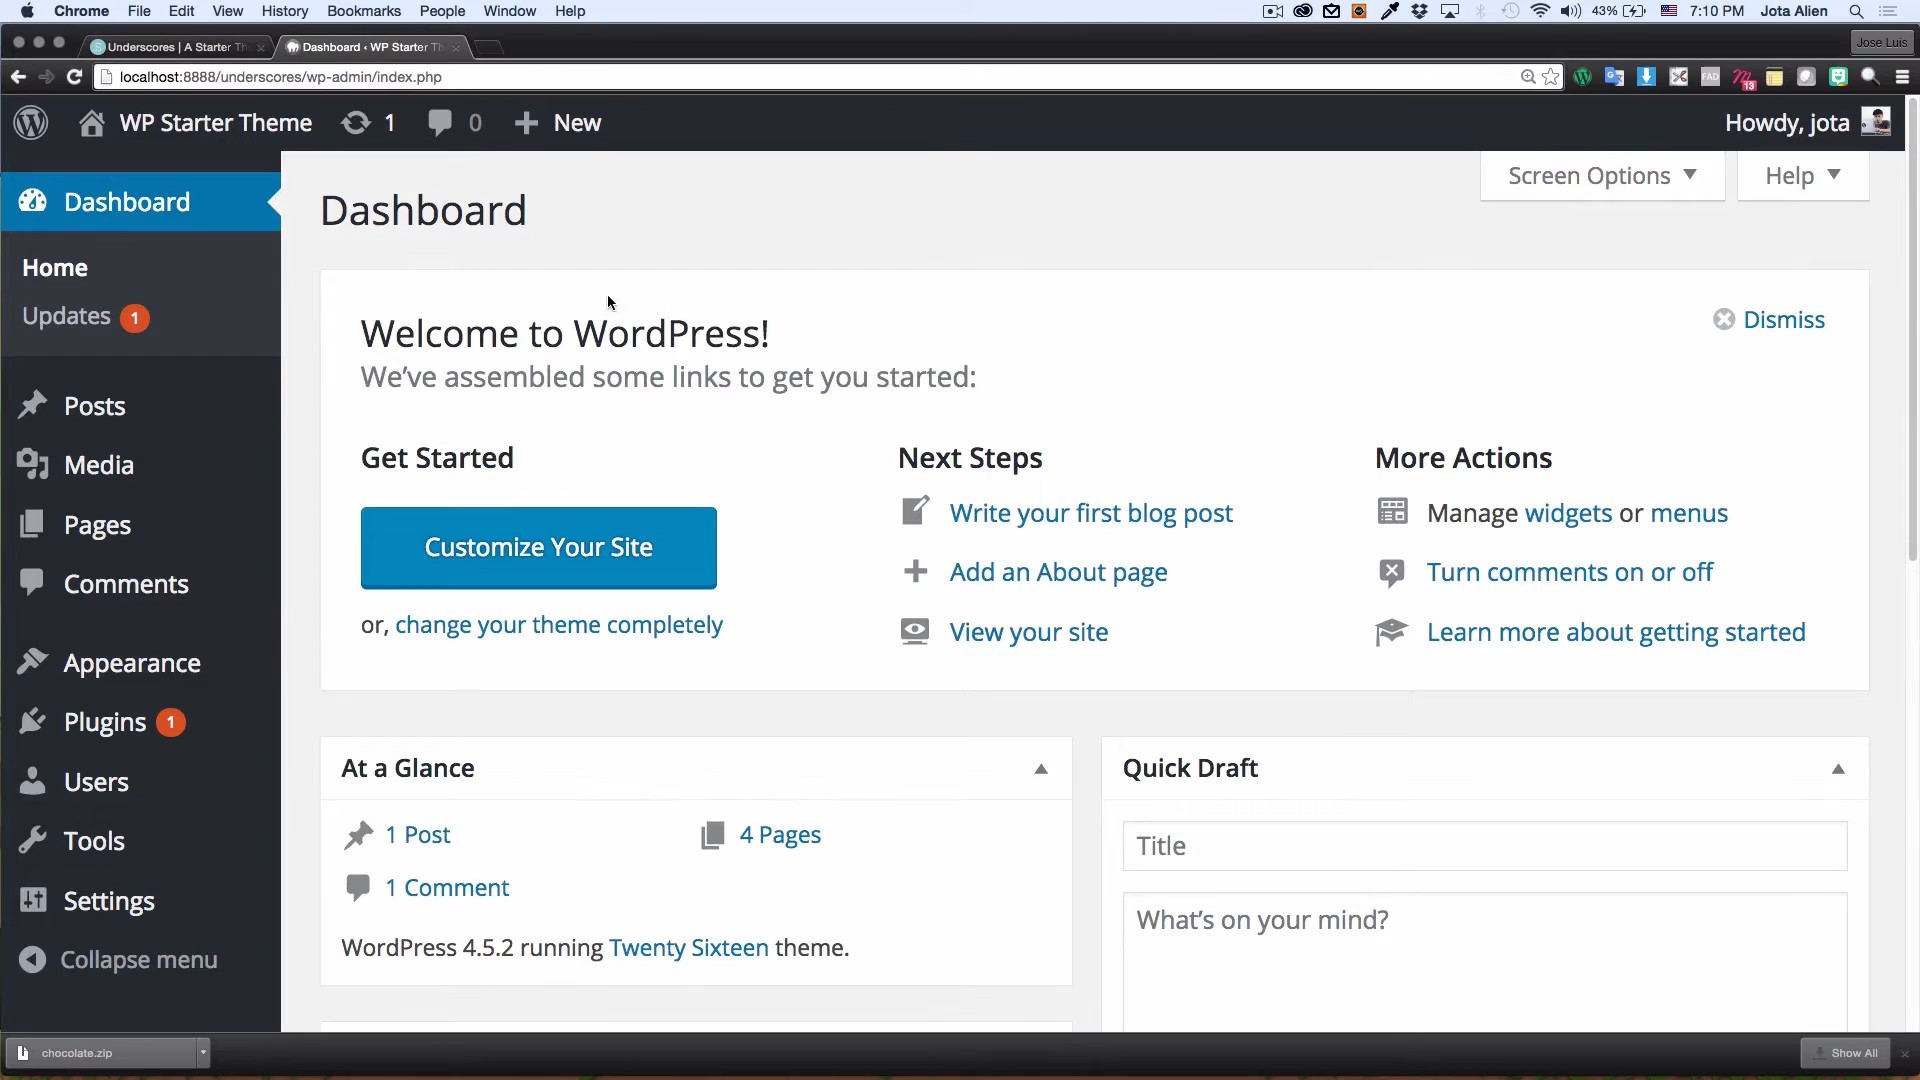 Chrome File Edit View History Bookmarks People Window Help 43% 7:10 PM Jota Alien
Underscores | A Starter Th
Dashboard ‹ WP Starter Th
Jose Luis
localhost:8888/underscores/wp-admin/index.php
FAD
13
WP Starter Theme 1 0 New Howdy, jota
Dashboard
Home
Updates 1
Posts
Media
Pages
Comments
Appearance
Plugins 1
Users
Tools
Settings
Collapse menu
Screen Options
Help
Dashboard
Welcome to WordPress!
Dismiss
We've assembled some links to get you started:
Get Started
Customize Your Site
or, change your theme completely
Next Steps
Write your first blog post
Add an About page
View your site
More Actions
Manage widgets or menus
Turn comments on or off
Learn more about getting started
At a Glance
1 Post
4 Pages
1 Comment
WordPress 4.5.2 running Twenty Sixteen theme.
Quick Draft
Title
What's on your mind?
chocolate.zip
Show All